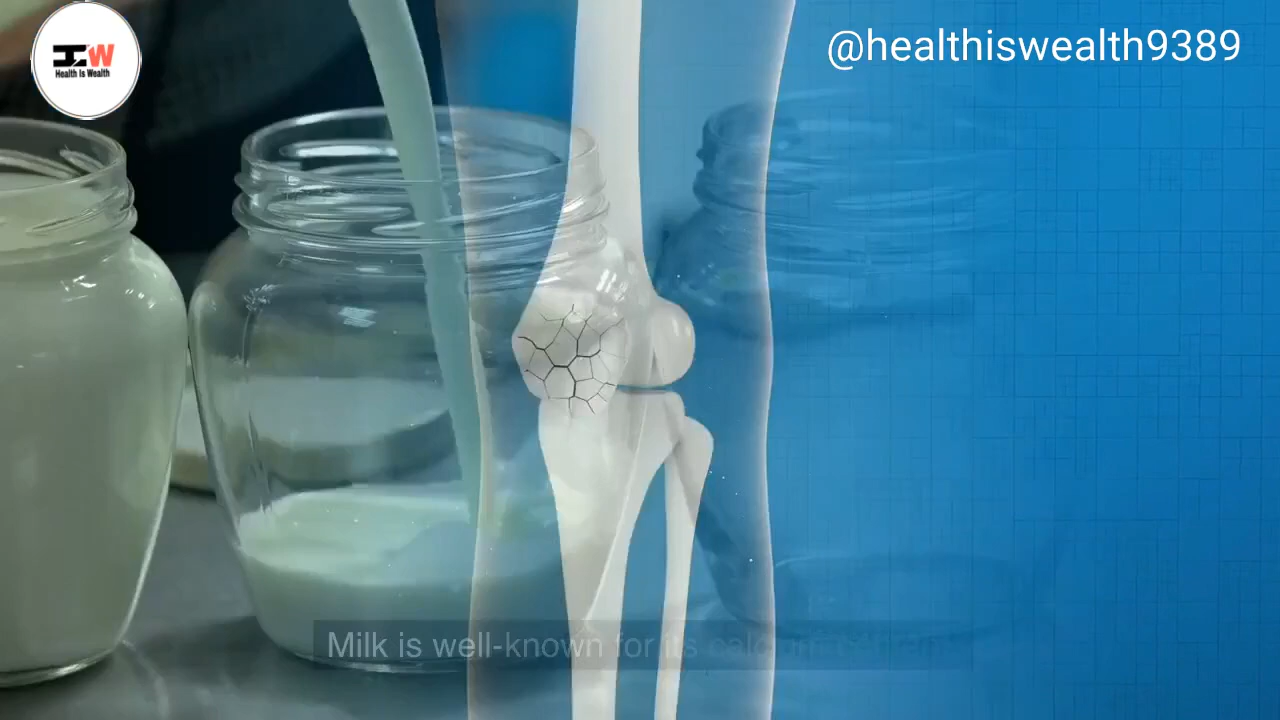 IW
Health Is Wealth
@healthiswealth9389
Milk is well-known for its